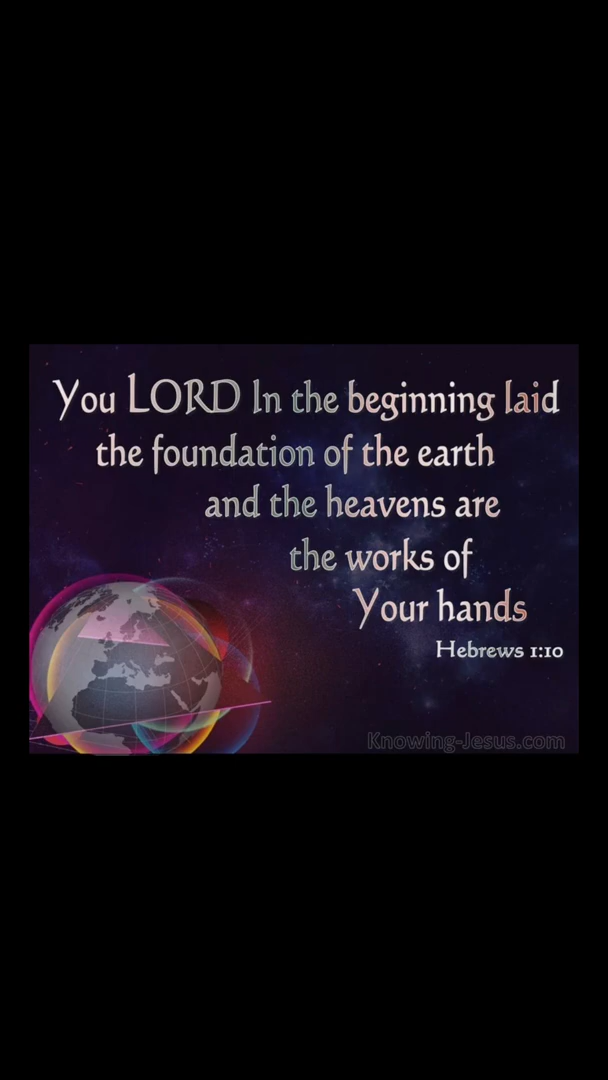 You LORD In the beginning laid
the foundation of the earth
and the heavens are
the works of
Your hands
Hebrews 1:10
Knowing-Jesus.com